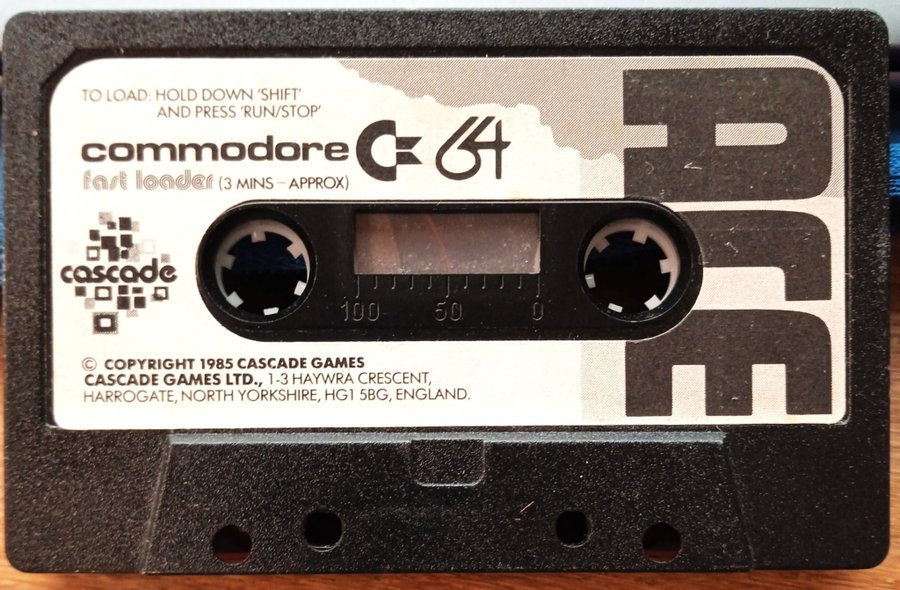 TO LOAD: HOLD DOWN 'SHIFT'
AND PRESS 'RUN/STOP'
commodore C= 64
fast loader (3 MINS – APPROX)
cascade
100 50 0
© COPYRIGHT 1985 CASCADE GAMES
CASCADE GAMES LTD., 1-3 HAYWRA CRESCENT,
HARROGATE, NORTH YORKSHIRE, HG1 5BG, ENGLAND.
ACE